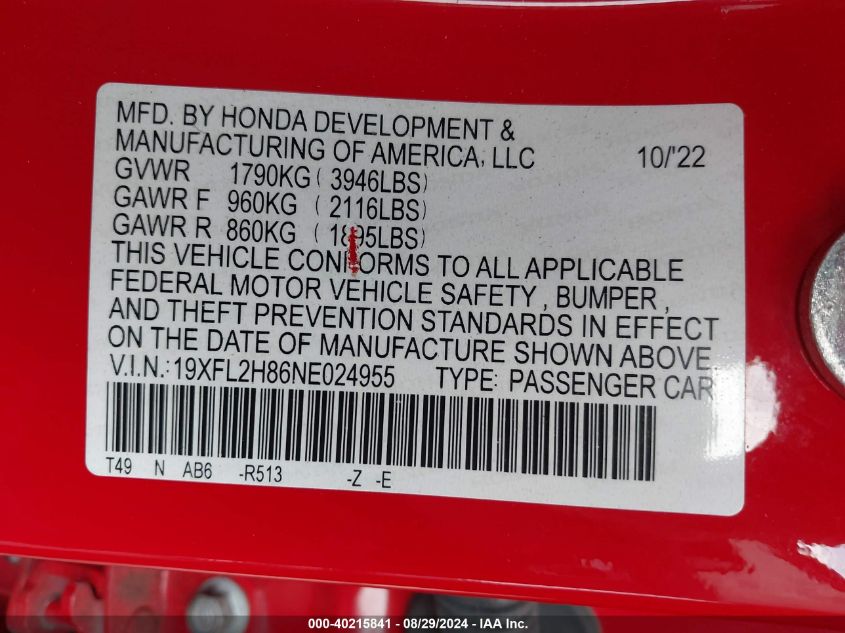 MFD. BY HONDA DEVELOPMENT &
MANUFACTURING OF AMERICA, LLC 10/'22
GVWR 1790KG ( 3946LBS)
GAWR F 960KG ( 2116LBS)
GAWR R 860KG ( 1895LBS)
THIS VEHICLE CONFORMS TO ALL APPLICABLE
FEDERAL MOTOR VEHICLE SAFETY , BUMPER ,
AND THEFT PREVENTION STANDARDS IN EFFECT
ON THE DATE OF MANUFACTURE SHOWN ABOVE.
V.I.N.: 19XFL2H86NE024955 TYPE: PASSENGER CAR
T49 N AB6 -R513 -Z -E
000-40215841 - 08/29/2024 - IAA Inc.